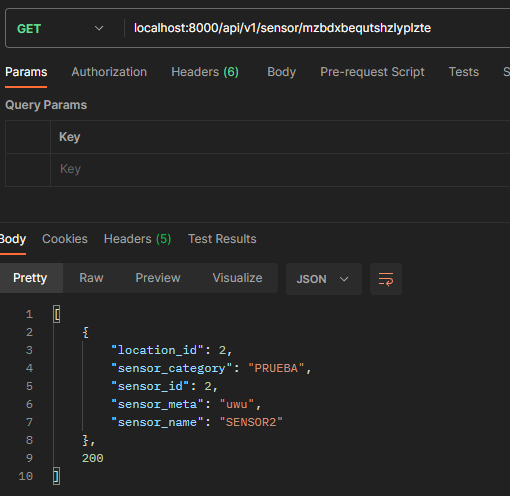 GET localhost:8000/api/v1/sensor/mzbdxbequtshzlyplzte
Params Authorization Headers (6) Body Pre-request Script Tests S
Query Params
Key
Key
Body Cookies Headers (5) Test Results
Pretty Raw Preview Visualize JSON
1 [
2 {
3 "location_id": 2,
4 "sensor_category": "PRUEBA",
5 "sensor_id": 2,
6 "sensor_meta": "uwu",
7 "sensor_name": "SENSOR2"
8 },
9 200
10 ]